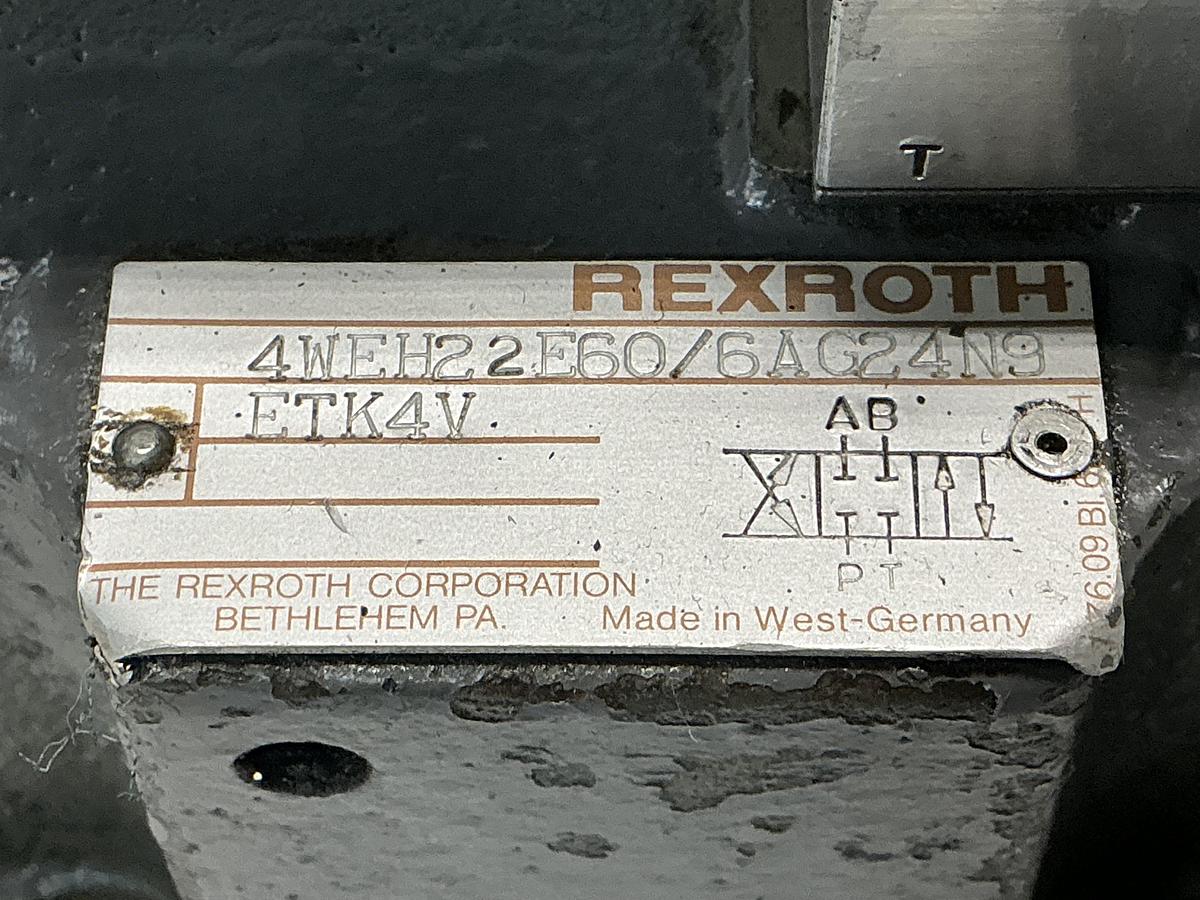 T
REXROTH
4WEH22E60/6AG24N9
ETK4V
AB
PT
THE REXROTH CORPORATION
BETHLEHEM PA. Made in West-Germany